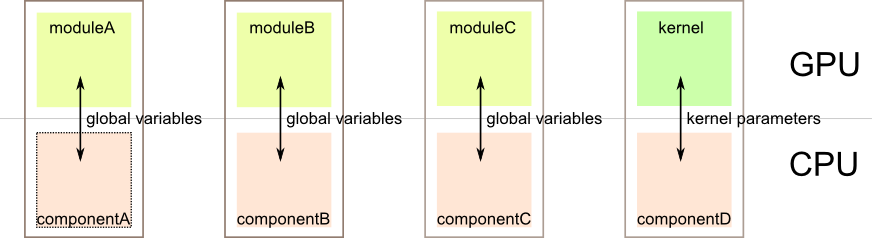 moduleA
moduleB
moduleC
kernel
GPU
global variables
global variables
global variables
kernel parameters
CPU
componentA
componentB
componentC
componentD